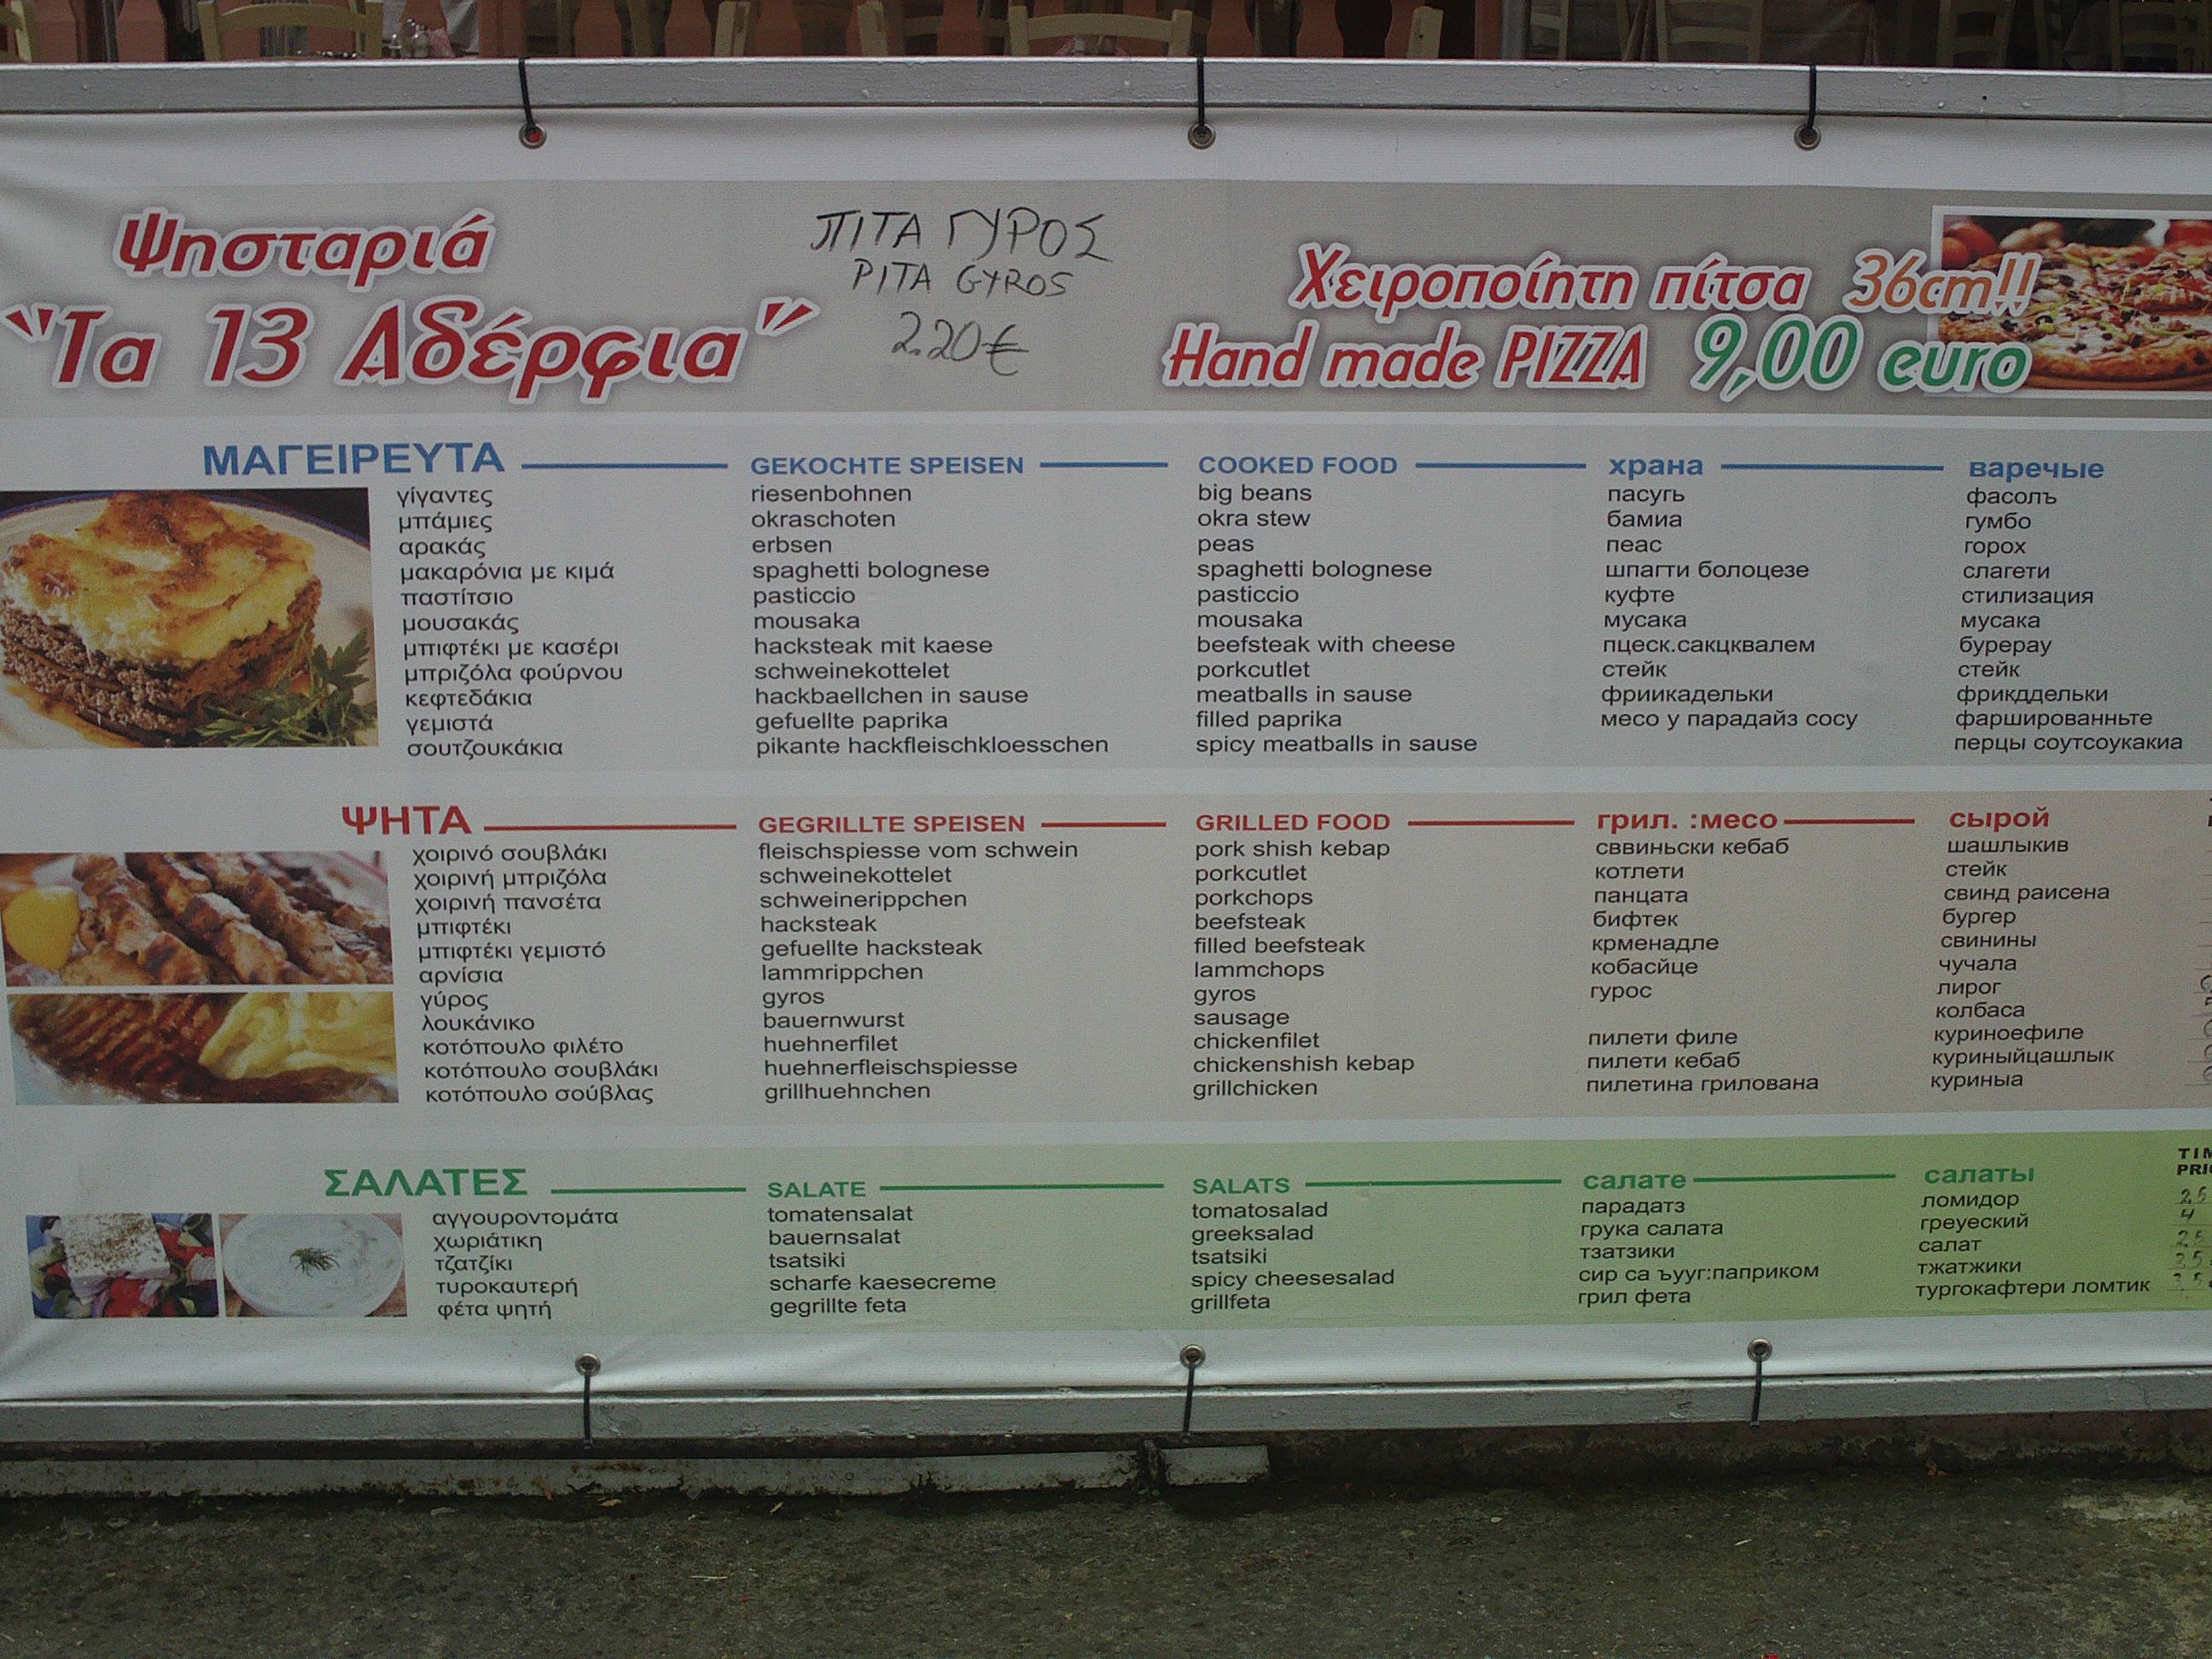 Ψησταριά
"Τα 13 Αδέρφια"
ΠΙΤΑ ΓΥΡΟΣ
PITA GYROS
2.20€
Χειροποίητη πίτσα 36cm!!
Hand made PIZZA 9,00 euro
ΜΑΓΕΙΡΕΥΤΑ
γίγαντες
μπάμιες
αρακάς
μακαρόνια με κιμά
παστίτσιο
μουσακάς
μπιφτέκι με κασέρι
μπριζόλα φούρνου
κεφτεδάκια
γεμιστά
σουτζουκάκια
GEKOCHTE SPEISEN
riesenbohnen
okraschoten
erbsen
spaghetti bolognese
pasticcio
mousaka
hacksteak mit kaese
schweinekottelet
hackbaellchen in sause
gefuellte paprika
pikante hackfleischkloesschen
COOKED FOOD
big beans
okra stew
peas
spaghetti bolognese
pasticcio
mousaka
beefsteak with cheese
porkcutlet
meatballs in sause
filled paprika
spicy meatballs in sause
храна
пасугь
бамиа
пеас
шпагти болоцезе
куфте
мусака
пцеск.сакцквалем
стейк
фриикадельки
месо у парадайз сосу
варечые
фасолъ
гумбо
горох
слагети
стилизация
мусака
бурерау
стейк
фрикддельки
фаршированньте
перцы соутсоукакиа
ΨΗΤΑ
χοιρινό σουβλάκι
χοιρινή μπριζόλα
χοιρινή πανσέτα
μπιφτέκι
μπιφτέκι γεμιστό
αρνίσια
γύρος
λουκάνικο
κοτόπουλο φιλέτο
κοτόπουλο σουβλάκι
κοτόπουλο σούβλας
GEGRILLTE SPEISEN
fleischspiesse vom schwein
schweinekottelet
schweinerippchen
hacksteak
gefuellte hacksteak
lammrippchen
gyros
bauernwurst
huehnerfilet
huehnerfleischspiesse
grillhuehnchen
GRILLED FOOD
pork shish kebap
porkcutlet
porkchops
beefsteak
filled beefsteak
lammchops
gyros
sausage
chickenfilet
chickenshish kebap
grillchicken
грил. :месо
сввиньски кебаб
котлети
панцата
бифтек
крменадле
кобасйце
гурос
пилети филе
пилети кебаб
пилетина грилована
сырой
шашлыкив
стейк
свинд раисена
бургер
свинины
чучала
лирог
колбаса
куриноефиле
куриныйцашлык
куриныа
ΣΑΛΑΤΕΣ
αγγουροντομάτα
χωριάτικη
τζατζίκι
τυροκαυτερή
φέτα ψητή
SALATE
tomatensalat
bauernsalat
tsatsiki
scharfe kaesecreme
gegrillte feta
SALATS
tomatosalad
greeksalad
tsatsiki
spicy cheesesalad
grillfeta
салате
парадатз
грука салата
тзатзики
сир са ъууг:паприком
грил фета
салаты
ломидор
греуеский
салат
тжатжики
тургокафтери ломтик